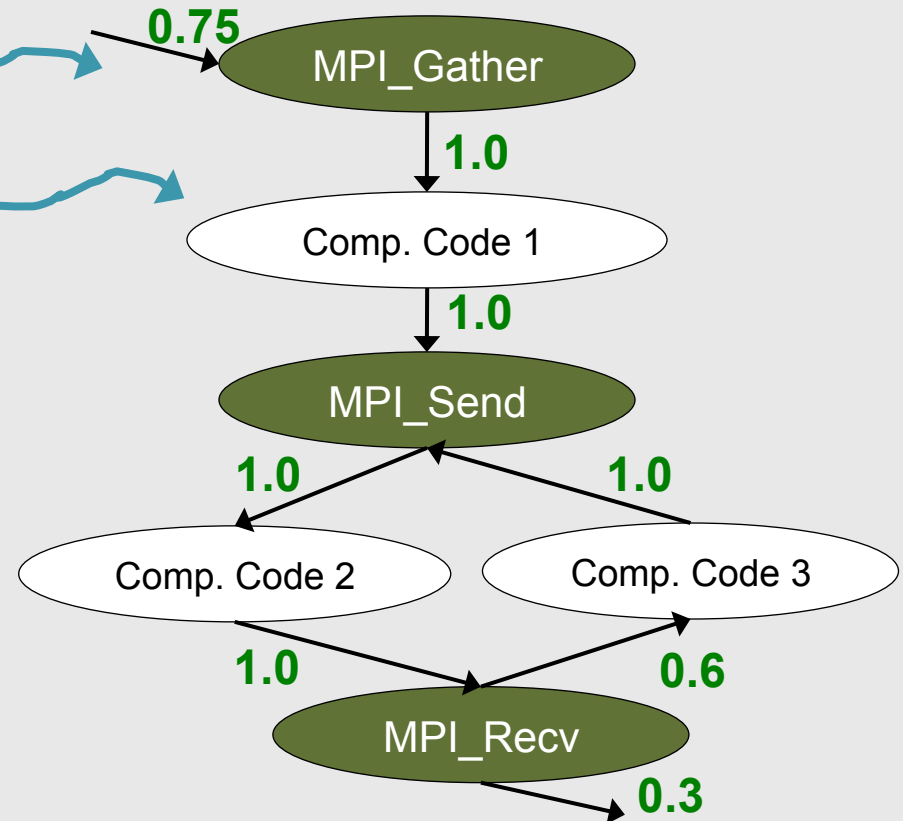 0.75
MPI_Gather
1.0
Comp. Code 1
1.0
MPI_Send
1.0
1.0
Comp. Code 2
Comp. Code 3
1.0
0.6
MPI_Recv
0.3